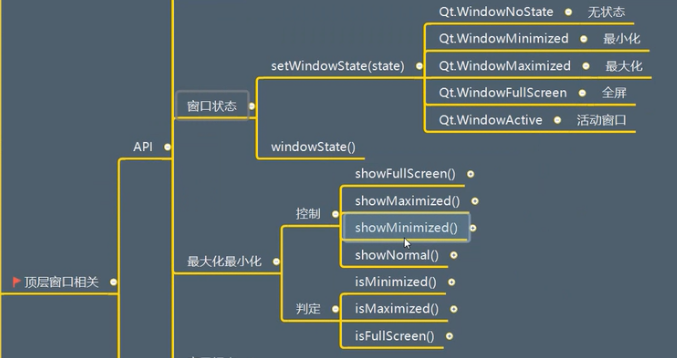 Qt.WindowNoState 无状态
Qt.WindowMinimized 最小化
setWindowState(state)
Qt.WindowMaximized 最大化
Qt.WindowFullScreen 全屏
窗口状态
Qt.WindowActive 活动窗口
API
windowState()
showFullScreen()
showMaximized()
控制
showMinimized()
showNormal()
最大化最小化
顶层窗口相关
isMinimized()
判定
isMaximized()
isFullScreen()